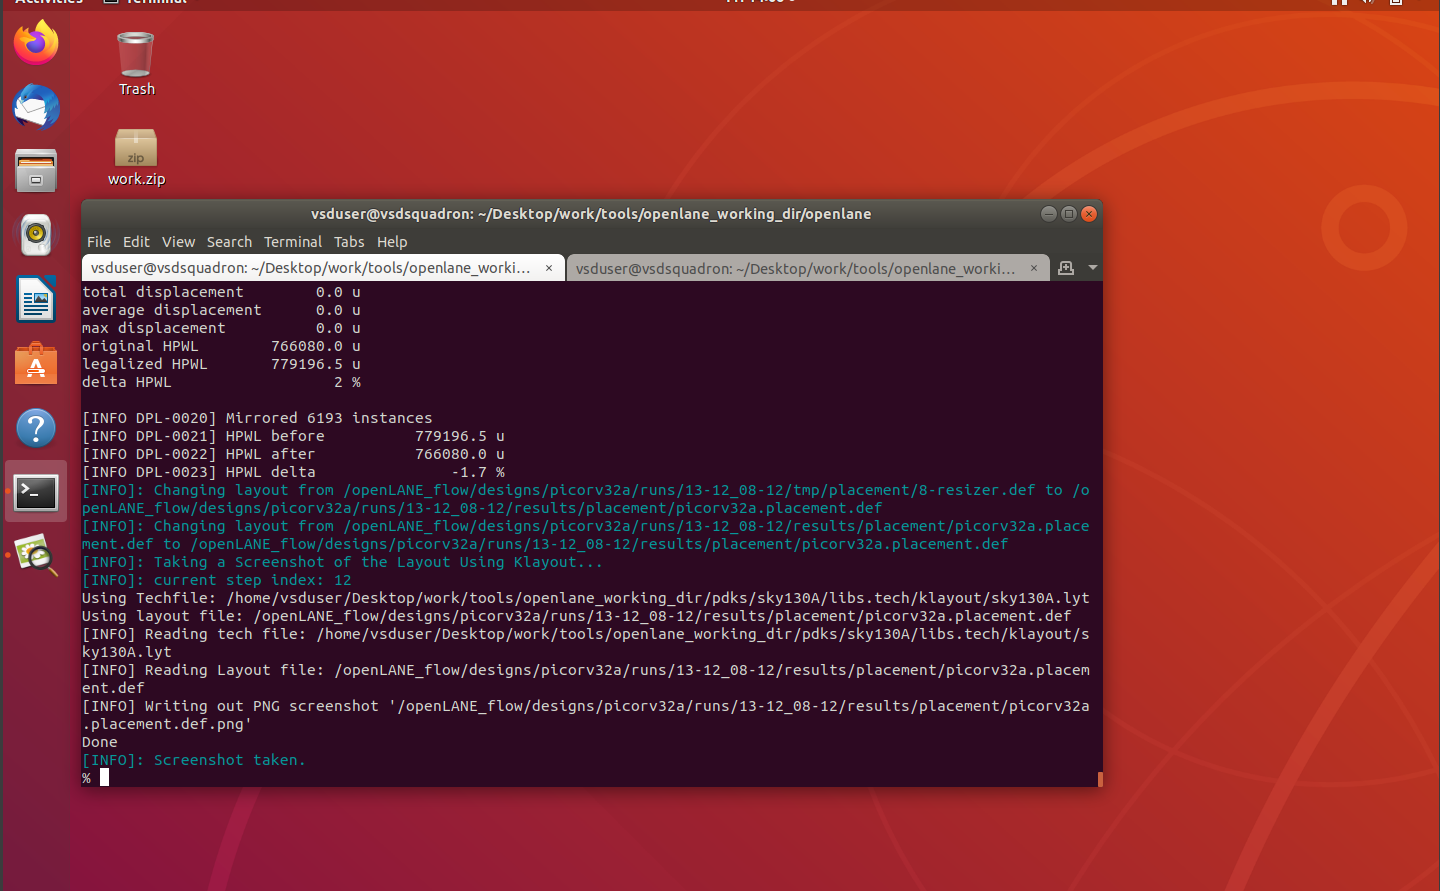 Activities Terminal
Trash
zip
work.zip
vsduser@vsdsquadron: ~/Desktop/work/tools/openlane_working_dir/openlane
File Edit View Search Terminal Tabs Help
vsduser@vsdsquadron: ~/Desktop/work/tools/openlane_worki... × vsduser@vsdsquadron: ~/Desktop/work/tools/openlane_worki... ×
total displacement 0.0 u
average displacement 0.0 u
max displacement 0.0 u
original HPWL 766080.0 u
legalized HPWL 779196.5 u
delta HPWL 2 %
[INFO DPL-0020] Mirrored 6193 instances
[INFO DPL-0021] HPWL before 779196.5 u
[INFO DPL-0022] HPWL after 766080.0 u
[INFO DPL-0023] HPWL delta -1.7 %
[INFO]: Changing layout from /openLANE_flow/designs/picorv32a/runs/13-12_08-12/tmp/placement/8-resizer.def to /o
penLANE_flow/designs/picorv32a/runs/13-12_08-12/results/placement/picorv32a.placement.def
[INFO]: Changing layout from /openLANE_flow/designs/picorv32a/runs/13-12_08-12/results/placement/picorv32a.place
ment.def to /openLANE_flow/designs/picorv32a/runs/13-12_08-12/results/placement/picorv32a.placement.def
[INFO]: Taking a Screenshot of the Layout Using Klayout...
[INFO]: current step index: 12
Using Techfile: /home/vsduser/Desktop/work/tools/openlane_working_dir/pdks/sky130A/libs.tech/klayout/sky130A.lyt
Using layout file: /openLANE_flow/designs/picorv32a/runs/13-12_08-12/results/placement/picorv32a.placement.def
[INFO] Reading tech file: /home/vsduser/Desktop/work/tools/openlane_working_dir/pdks/sky130A/libs.tech/klayout/s
ky130A.lyt
[INFO] Reading Layout file: /openLANE_flow/designs/picorv32a/runs/13-12_08-12/results/placement/picorv32a.placem
ent.def
[INFO] Writing out PNG screenshot '/openLANE_flow/designs/picorv32a/runs/13-12_08-12/results/placement/picorv32a
.placement.def.png'
Done
[INFO]: Screenshot taken.
%